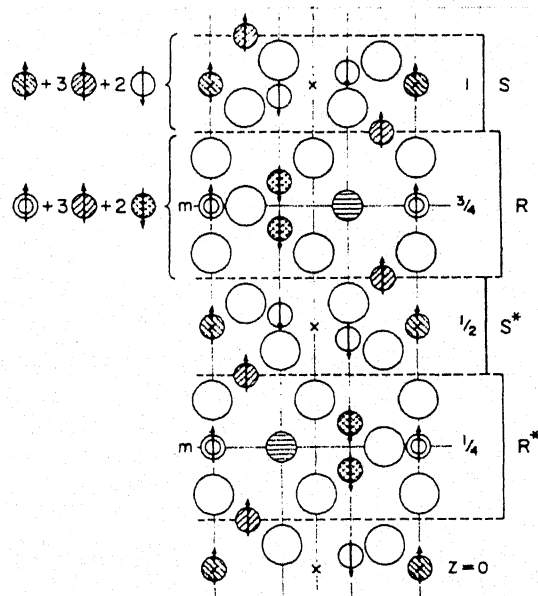 + 3 + 2 1 S
+ 3 + 2 m 3/4 R
1/2 S*
m 1/4 R*
Z = 0